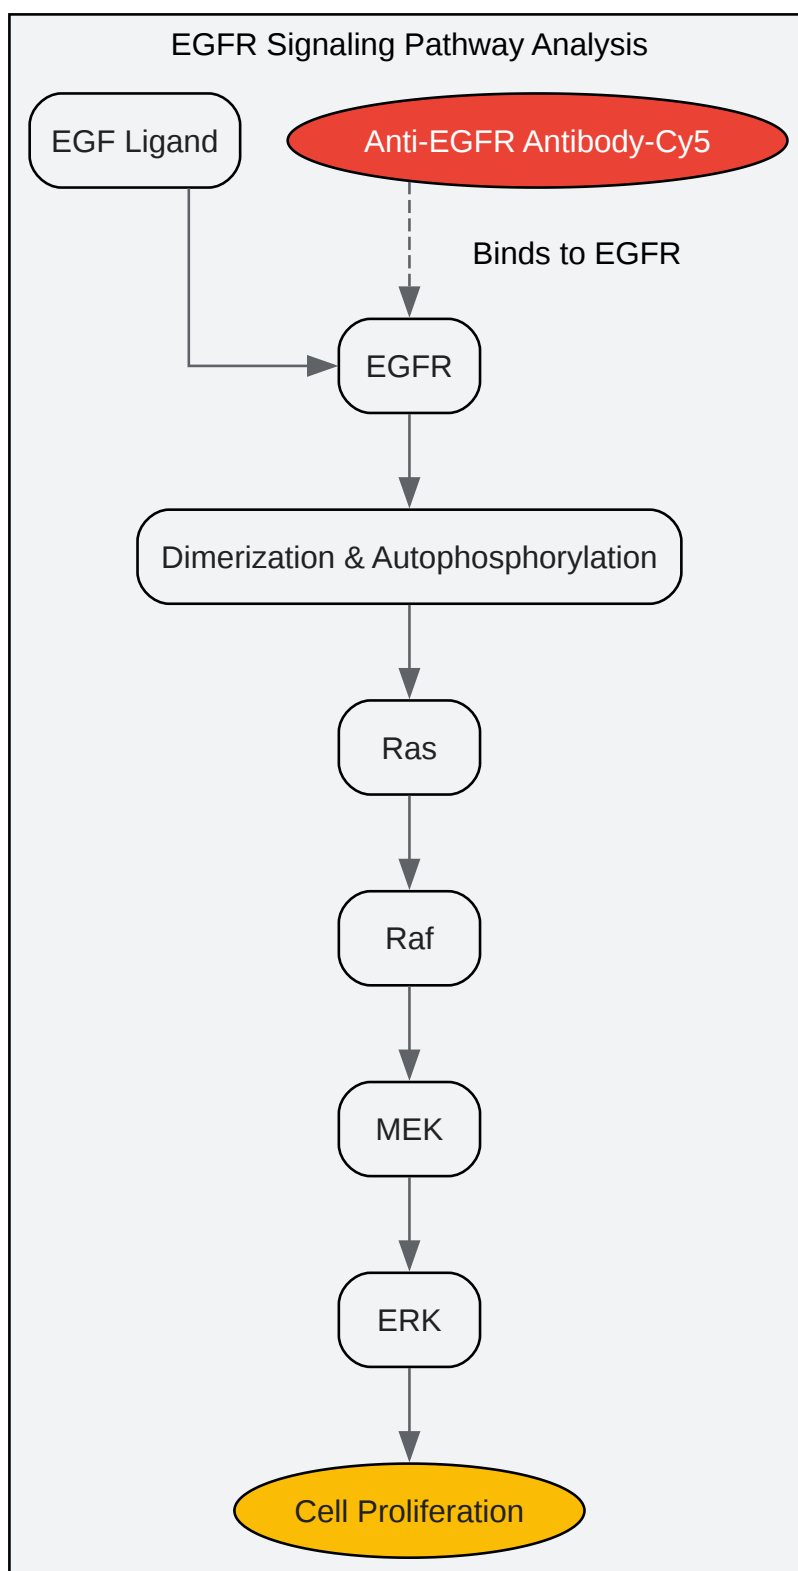 EGFR Signaling Pathway Analysis
EGF Ligand
Anti-EGFR Antibody-Cy5
Binds to EGFR
EGFR
Dimerization & Autophosphorylation
Ras
Raf
MEK
ERK
Cell Proliferation